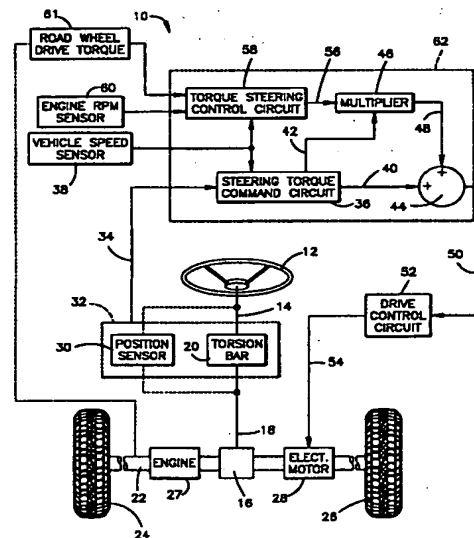 61
10
ROAD WHEEL
DRIVE TORQUE
58
56
46
62
60
ENGINE RPM
SENSOR
TORQUE STEERING
CONTROL CIRCUIT
MULTIPLIER
42
48
VEHICLE SPEED
SENSOR
38
40
STEERING TORQUE
COMMAND CIRCUIT
36
+
+
44
34
12
50
52
32
14
DRIVE
CONTROL
CIRCUIT
30
POSITION
SENSOR
20
TORSION
BAR
54
18
ENGINE
ELECT.
MOTOR
22
27
16
28
24
26